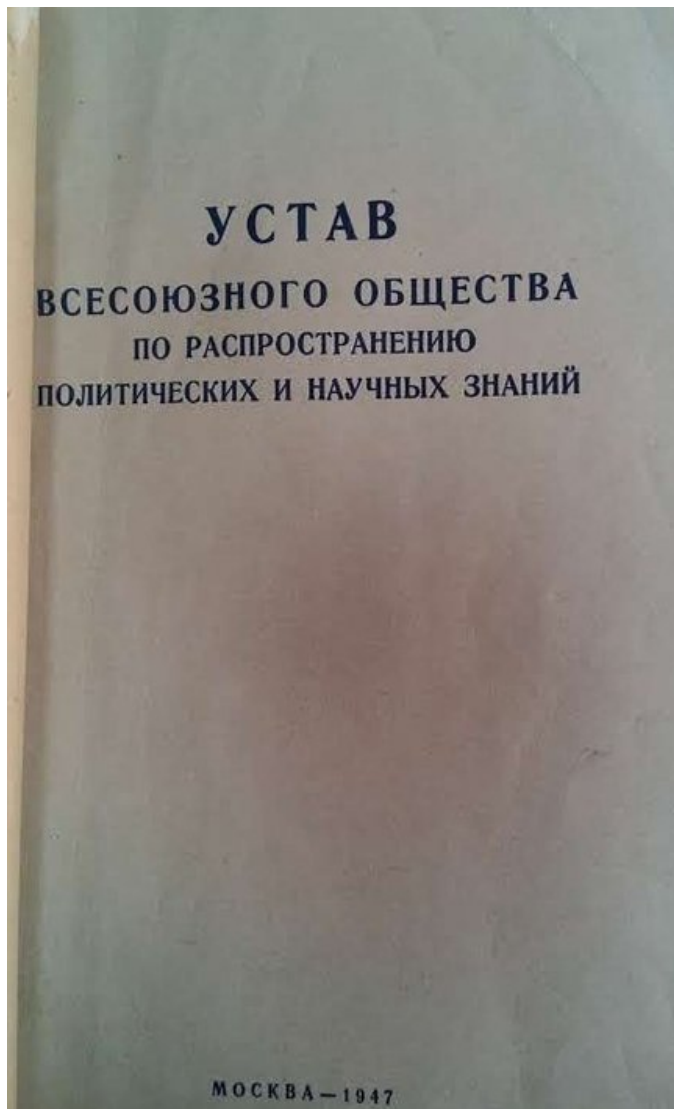 УСТАВ
ВСЕСОЮЗНОГО ОБЩЕСТВА
ПО РАСПРОСТРАНЕНИЮ
ПОЛИТИЧЕСКИХ И НАУЧНЫХ ЗНАНИЙ
МОСКВА—1947